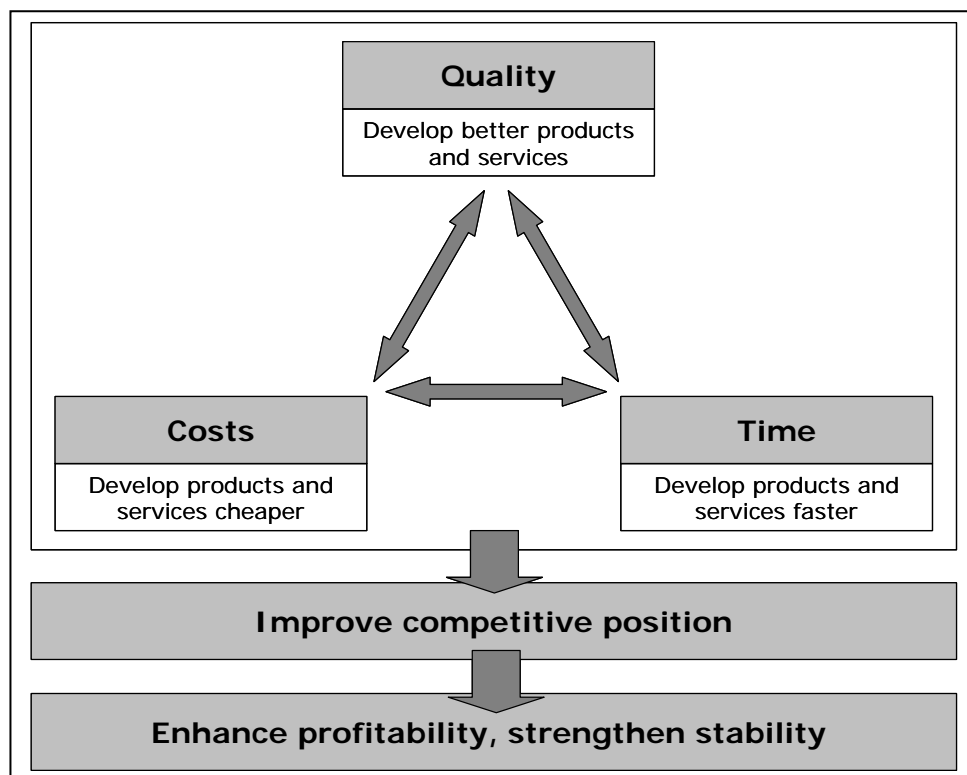 Quality
Develop better products
and services
Costs
Develop products and
services cheaper
Time
Develop products and
services faster
Improve competitive position
Enhance profitability, strengthen stability